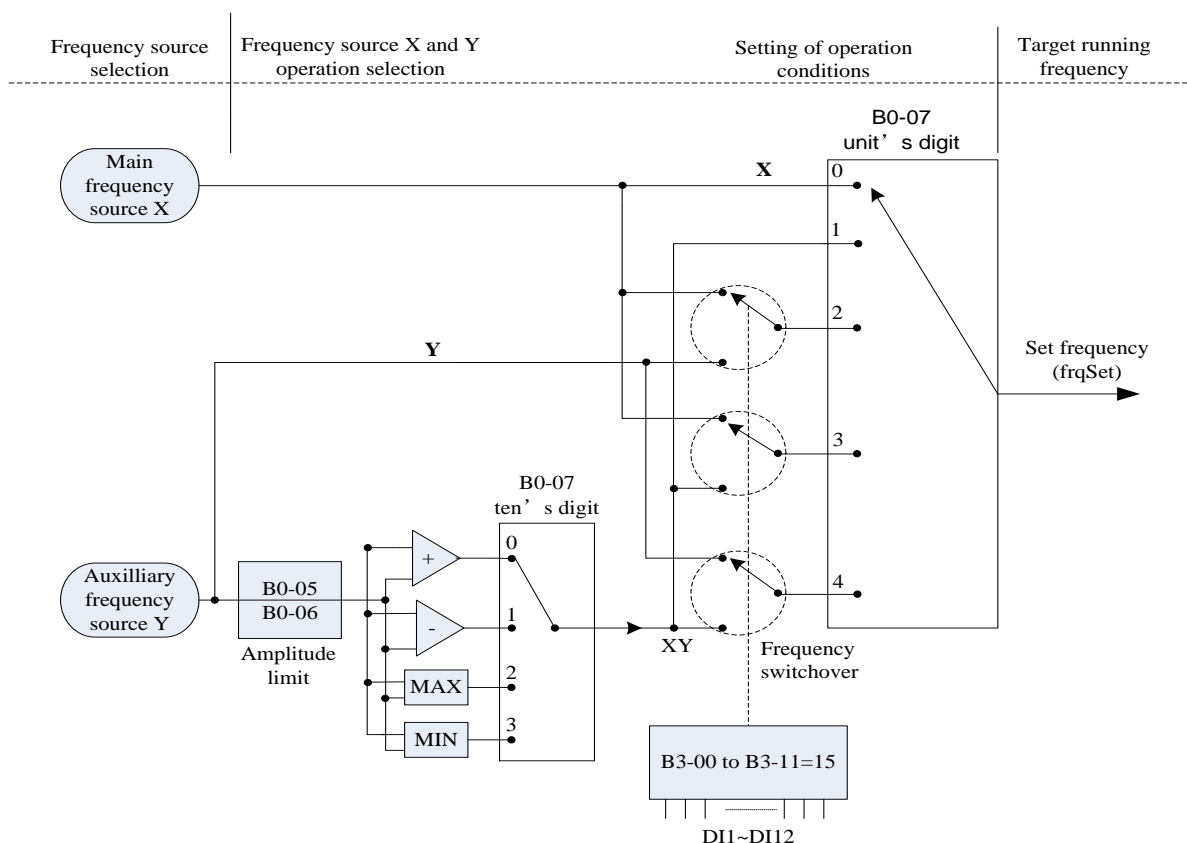 Frequency source
selection
Frequency source X and Y
operation selection
Setting of operation
conditions
Target running
frequency
B0-07
unit’s digit
Main
frequency
source X
X
0
1
2
Y
Set frequency
(frqSet)
3
B0-07
ten’s digit
0
+
Auxilliary
frequency
source Y
B0-05
B0-06
4
1
-
Amplitude
limit
XY
Frequency
switchover
2
MAX
3
MIN
B3-00 to B3-11=15
DI1~DI12